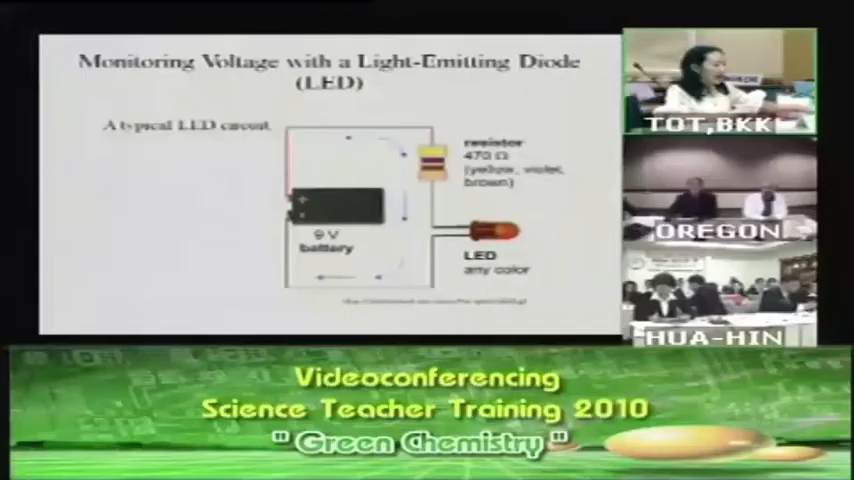 Monitoring Voltage with a Light-Emitting Diode
(LED)
A typical LED circuit
resistor
470 Ω
(yellow, violet,
brown)
9 V
battery
LED
any color
TOT,BKK
OREGON
HUA-HIN
Videoconferencing
Science Teacher Training 2010
" Green Chemistry "